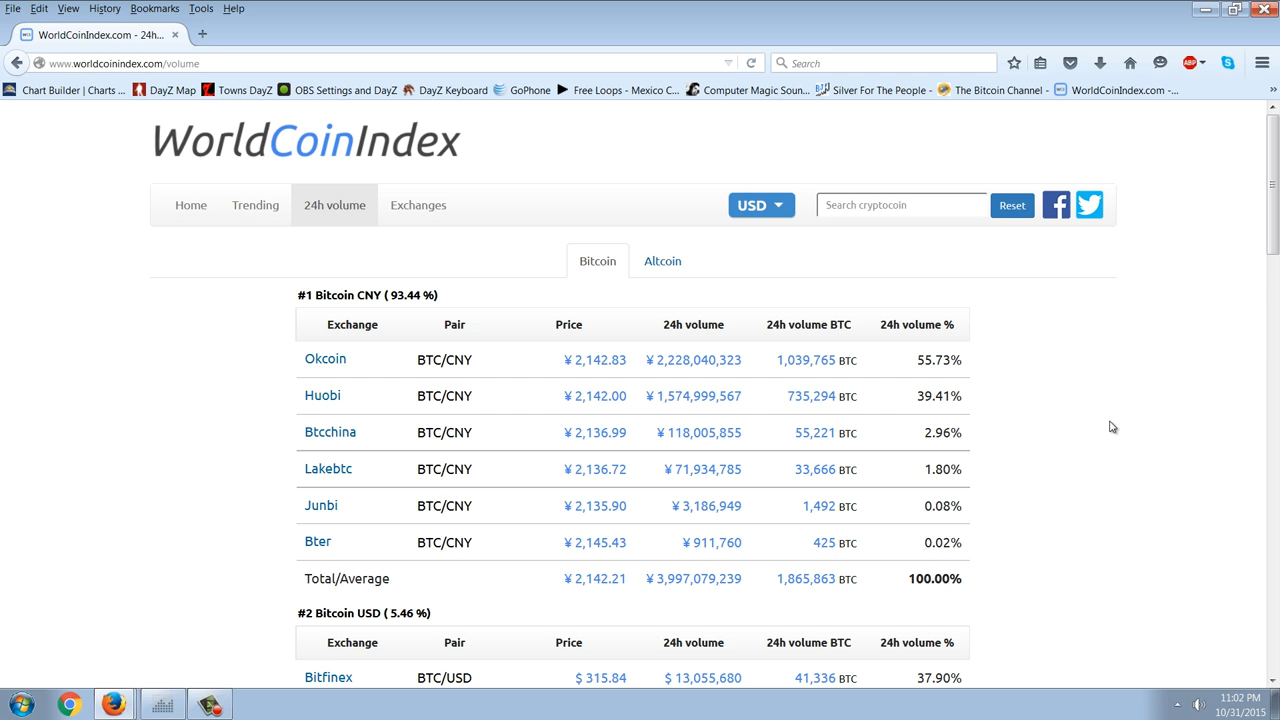 File Edit View History Bookmarks Tools Help
WorldCoinIndex.com - 24h...
www.worldcoinindex.com/volume Search ABP
Chart Builder | Charts ... DayZ Map Town's DayZ OBS Settings and DayZ DayZ Keyboard GoPhone Free Loops - Mexico C... Computer Magic Soun... Silver For The People - The Bitcoin Channel - WorldCoinIndex.com -...
WorldCoinIndex
Home Trending 24h volume Exchanges USD Search cryptocoin Reset
Bitcoin Altcoin
#1 Bitcoin CNY ( 93.44 %)
Exchange Pair Price 24h volume 24h volume BTC 24h volume %
Okcoin BTC/CNY ¥ 2,142.83 ¥ 2,228,040,323 1,039,765 BTC 55.73%
Huobi BTC/CNY ¥ 2,142.00 ¥ 1,574,999,567 735,294 BTC 39.41%
Btcchina BTC/CNY ¥ 2,136.99 ¥ 118,005,855 55,221 BTC 2.96%
Lakebtc BTC/CNY ¥ 2,136.72 ¥ 71,934,785 33,666 BTC 1.80%
Junbi BTC/CNY ¥ 2,135.90 ¥ 3,186,949 1,492 BTC 0.08%
Bter BTC/CNY ¥ 2,145.43 ¥ 911,760 425 BTC 0.02%
Total/Average ¥ 2,142.21 ¥ 3,997,079,239 1,865,863 BTC 100.00%
#2 Bitcoin USD ( 5.46 %)
Exchange Pair Price 24h volume 24h volume BTC 24h volume %
Bitfinex BTC/USD $ 315.84 $ 13,055,680 41,336 BTC 37.90%
11:02 PM
10/31/2015